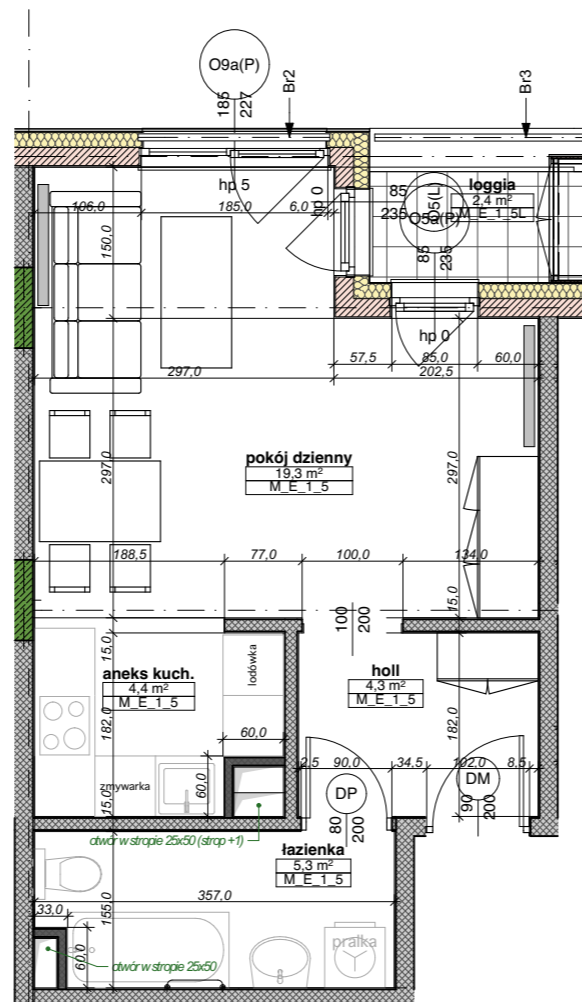 O9a(P)
185
227
Br2
Br3
hp 5
hp 0
106,0
185,0
6,0
150,0
85
235
O5(L)
O5a(P)
85
235
loggia
2,4 m²
M_E_1_5L
hp 0
57,5
85,0
60,0
297,0
202,5
pokój dzienny
19,3 m²
M_E_1_5
297,0
297,0
188,5
77,0
100,0
134,0
15,0
100
200
15,0
lodówka
aneks kuch.
4,4 m²
M_E_1_5
holl
4,3 m²
M_E_1_5
182,0
182,0
60,0
60,0
2,5
90,0
34,5
102,0
8,5
zmywarka
DP
DM
15,0
80
200
90
200
otwór w stropie 25x50 (strop +1)
łazienka
5,3 m²
M_E_1_5
357,0
155,0
33,0
60,0
pralka
otwór w stropie 25x50